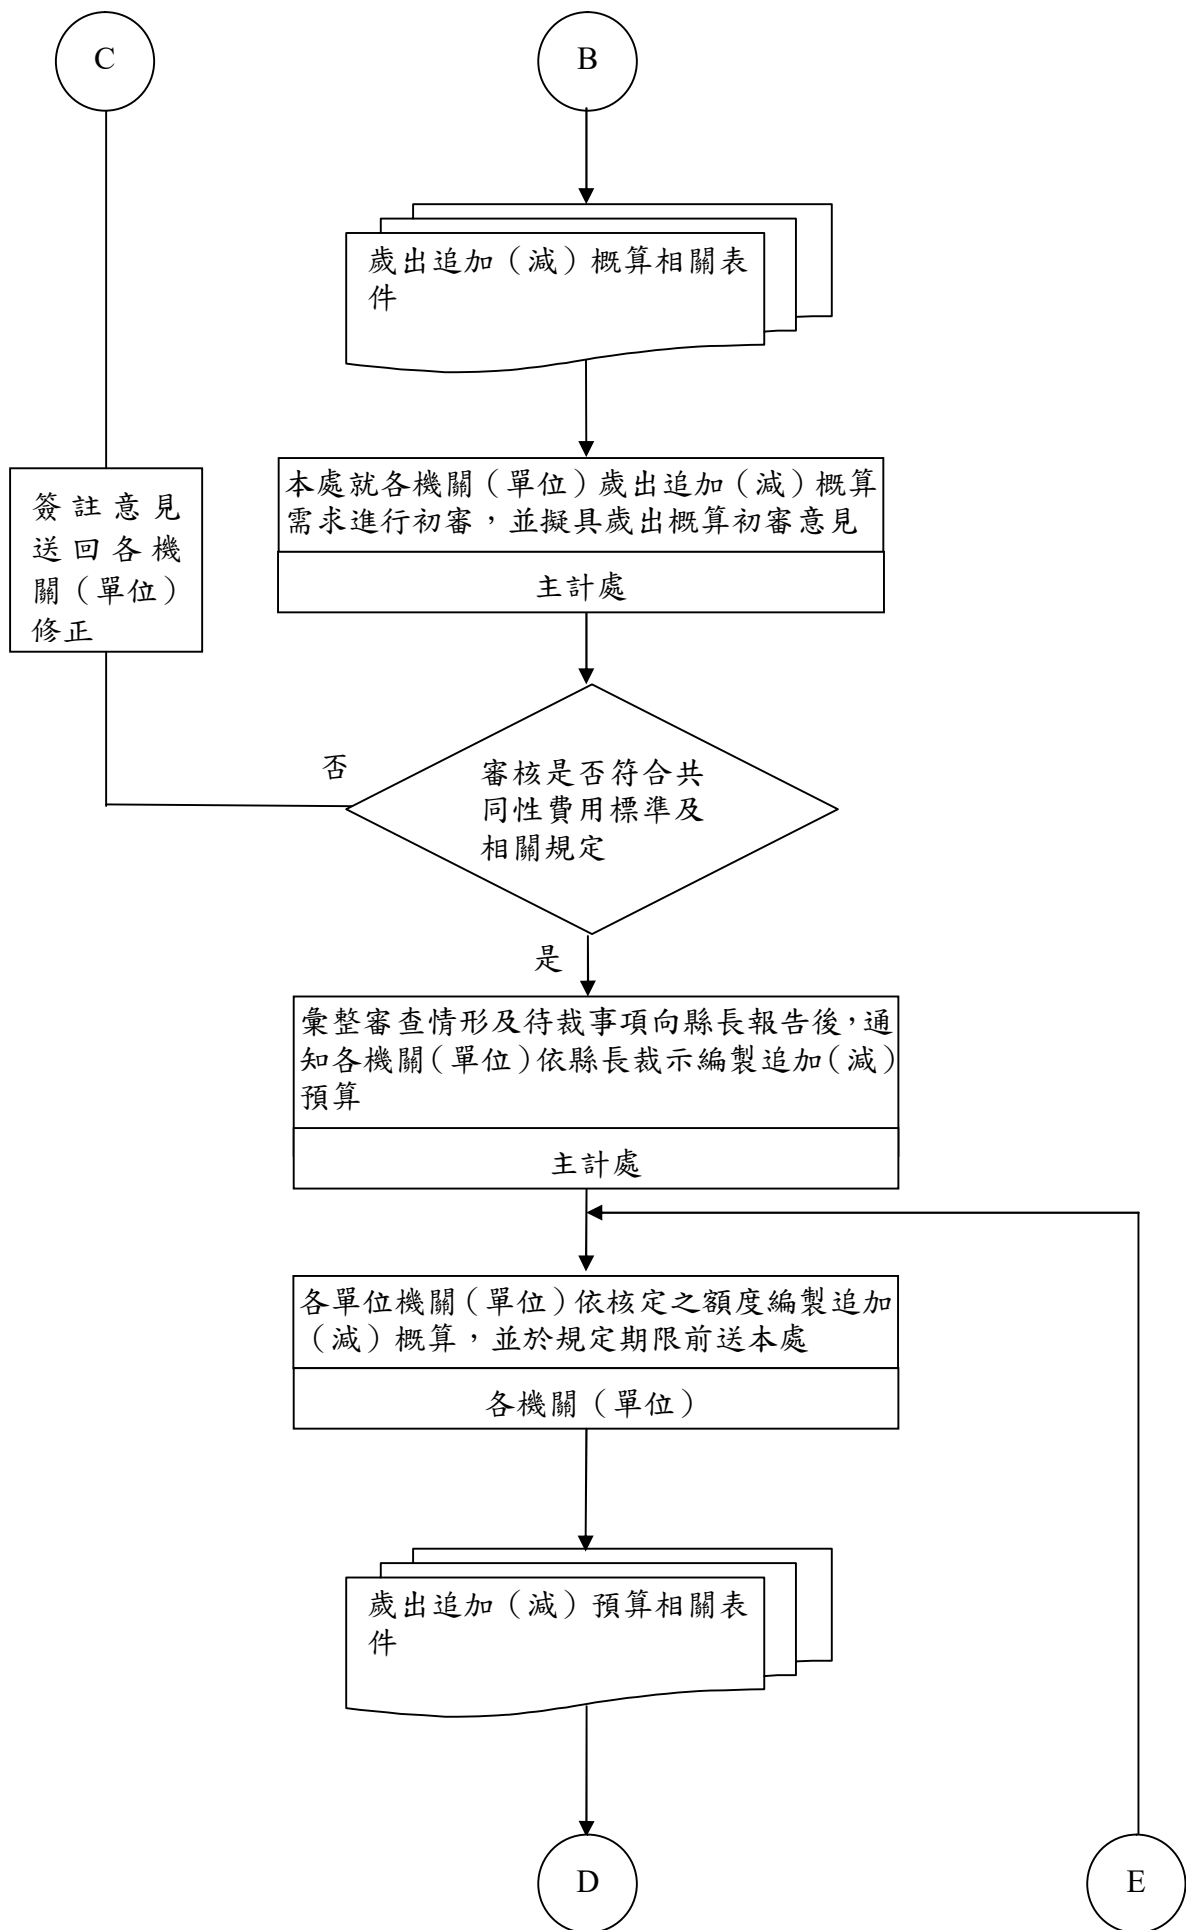 C
B
歲出追加（減）概算相關表
件
本處就各機關（單位）歲出追加（減）概算
需求進行初審，並擬具歲出概算初審意見
主計處
簽註意見
送回各機
關（單位）
修正
否
審核是否符合共
同性費用標準及
相關規定
是
彙整審查情形及待裁事項向縣長報告後，通
知各機關（單位）依縣長裁示編製追加（減）
預算
主計處
各單位機關（單位）依核定之額度編製追加
（減）概算，並於規定期限前送本處
各機關（單位）
歲出追加（減）預算相關表
件
D
E